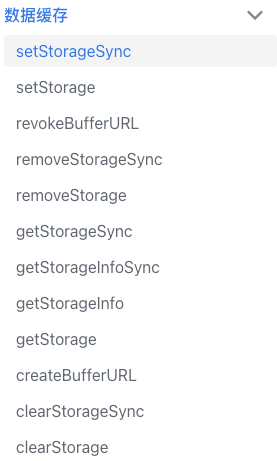 数据缓存
setStorageSync
setStorage
revokeBufferURL
removeStorageSync
removeStorage
getStorageSync
getStorageInfoSync
getStorageInfo
getStorage
createBufferURL
clearStorageSync
clearStorage